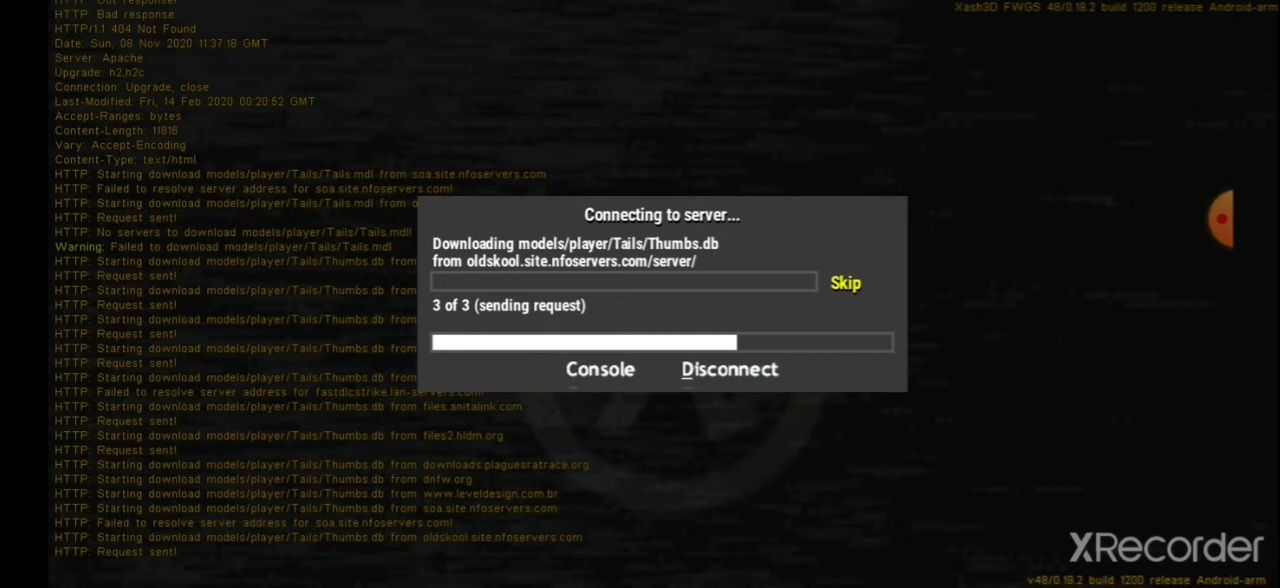 HTTP: Bad response
HTTP/1.1 404 Not Found
Date: Sun, 08 Nov 2020 11:37:18 GMT
Server: Apache
Upgrade: h2,h2c
Connection: Upgrade, close
Last-Modified: Fri, 14 Feb 2020 00:20:52 GMT
Accept-Ranges: bytes
Content-Length: 11816
Vary: Accept-Encoding
Content-Type: text/html
HTTP: Starting download models/player/Tails/Tails.mdl from soa.site.nfoservers.com
HTTP: Failed to resolve server address for soa.site.nfoservers.com!
HTTP: Starting download models/player/Tails/Tails.mdl from o
HTTP: Request sent!
HTTP: No servers to download models/player/Tails/Tails.mdl!
Warning: Failed to download models/player/Tails/Tails.mdl
HTTP: Starting download models/player/Tails/Thumbs.db from
HTTP: Request sent!
HTTP: Starting download models/player/Tails/Thumbs.db from
HTTP: Request sent!
HTTP: Starting download models/player/Tails/Thumbs.db from
HTTP: Request sent!
HTTP: Starting download models/player/Tails/Thumbs.db from
HTTP: Request sent!
HTTP: Starting download models/player/Tails/Thumbs.db from
HTTP: Failed to resolve server address for fastdlcstrike.lan-servers.com!
HTTP: Starting download models/player/Tails/Thumbs.db from files.anitalink.com
HTTP: Request sent!
HTTP: Starting download models/player/Tails/Thumbs.db from files2.hldm.org
HTTP: Request sent!
HTTP: Starting download models/player/Tails/Thumbs.db from downloads.plaguesratrace.org
HTTP: Starting download models/player/Tails/Thumbs.db from dnfw.org
HTTP: Starting download models/player/Tails/Thumbs.db from www.leveldesign.com.br
HTTP: Starting download models/player/Tails/Thumbs.db from soa.site.nfoservers.com
HTTP: Failed to resolve server address for soa.site.nfoservers.com!
HTTP: Starting download models/player/Tails/Thumbs.db from oldskool.site.nfoservers.com
HTTP: Request sent!
Xash3D FWGS 48/0.19.2 build 1200 release Android-arm
Connecting to server...
Downloading models/player/Tails/Thumbs.db
from oldskool.site.nfoservers.com/server/
Skip
3 of 3 (sending request)
Console Disconnect
XRecorder
v48/0.19.2 build 1200 release Android-arm